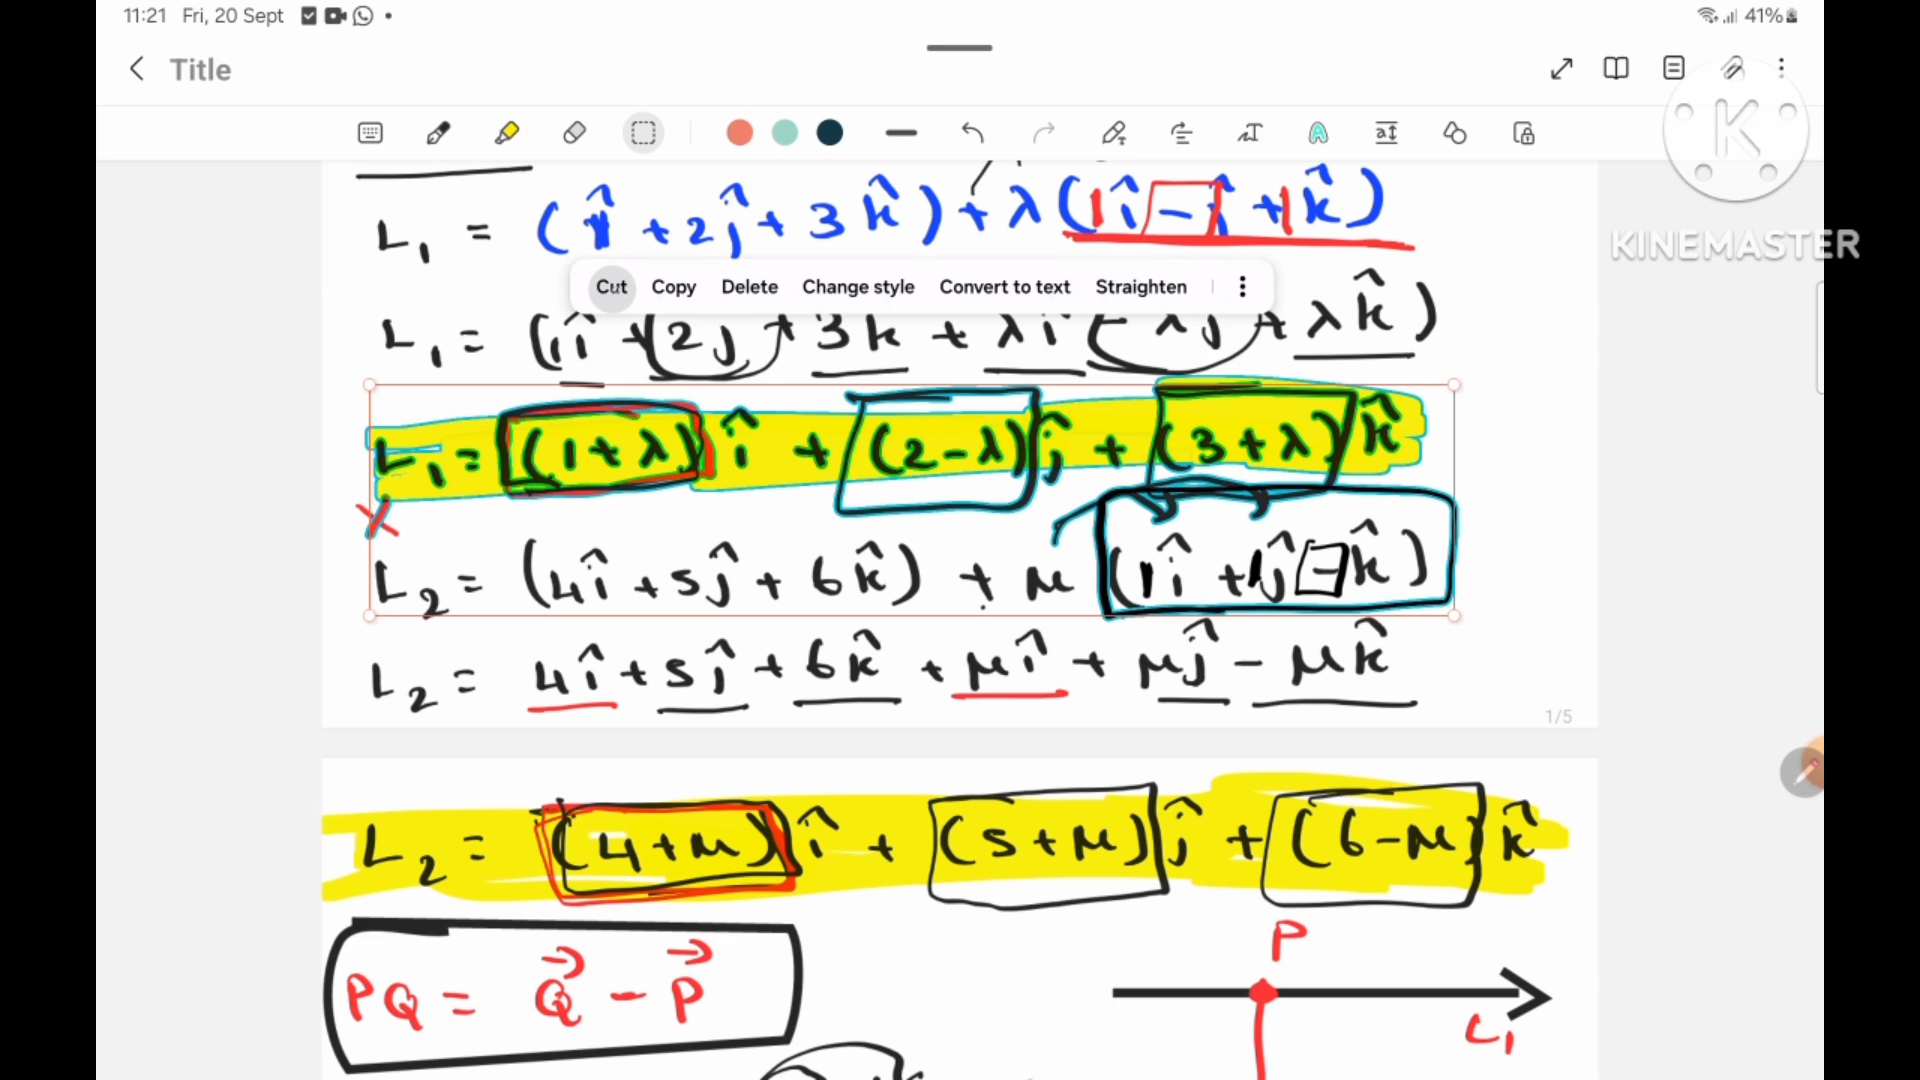 11:21 Fri, 20 Sept 41%
Title
K
KINEMASTER
L₁ = (î + 2ĵ + 3k̂) + λ(1î - ĵ + 1k̂)
Cut Copy Delete Change style Convert to text Straighten
L₁ = (1î + 2ĵ + 3k̂ + λî - λĵ + λk̂)
L₁ = (1+λ)î + (2-λ)ĵ + (3+λ)k̂
L₂ = (4î + 5ĵ + 6k̂) + μ(1î + 1ĵ - k̂)
L₂ = 4î + 5ĵ + 6k̂ + μî + μĵ - μk̂
1/5
L₂ = (4+μ)î + (5+μ)ĵ + (6-μ)k̂
P
PQ = Q⃗ - P⃗
L₁